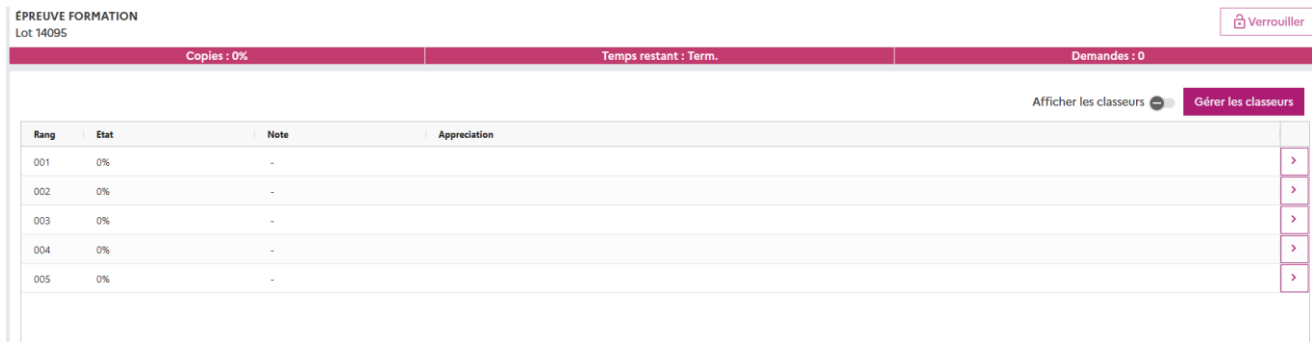 ÉPREUVE FORMATION
Lot 14095
Verrouiller
Copies : 0% Temps restant : Term. Demandes : 0
Afficher les classeurs Gérer les classeurs
Rang Etat Note Appreciation
001 0% -
002 0% -
003 0% -
004 0% -
005 0% -